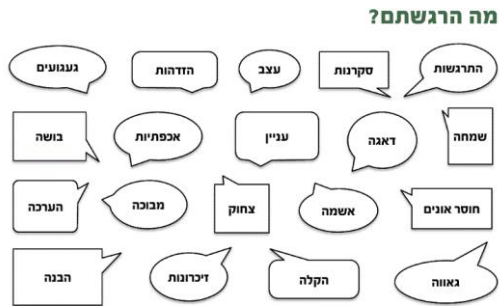 מה הרגשתם?
התרגשות
סקרנות
עצב
הזדהות
געגועים
שמחה
דאגה
עניין
אכפתיות
בושה
חוסר אונים
אשמה
צחוק
מבוכה
הערכה
גאווה
הקלה
זיכרונות
הבנה